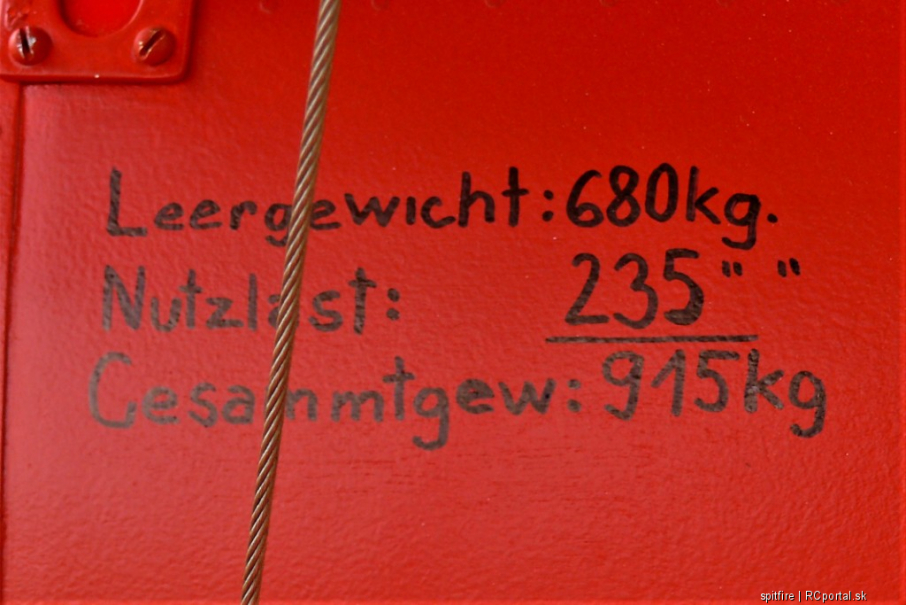 Leergewicht: 680kg.
Nutzlast: 235 " "
Gesammtgew: 915kg
spitfire | RCportal.sk